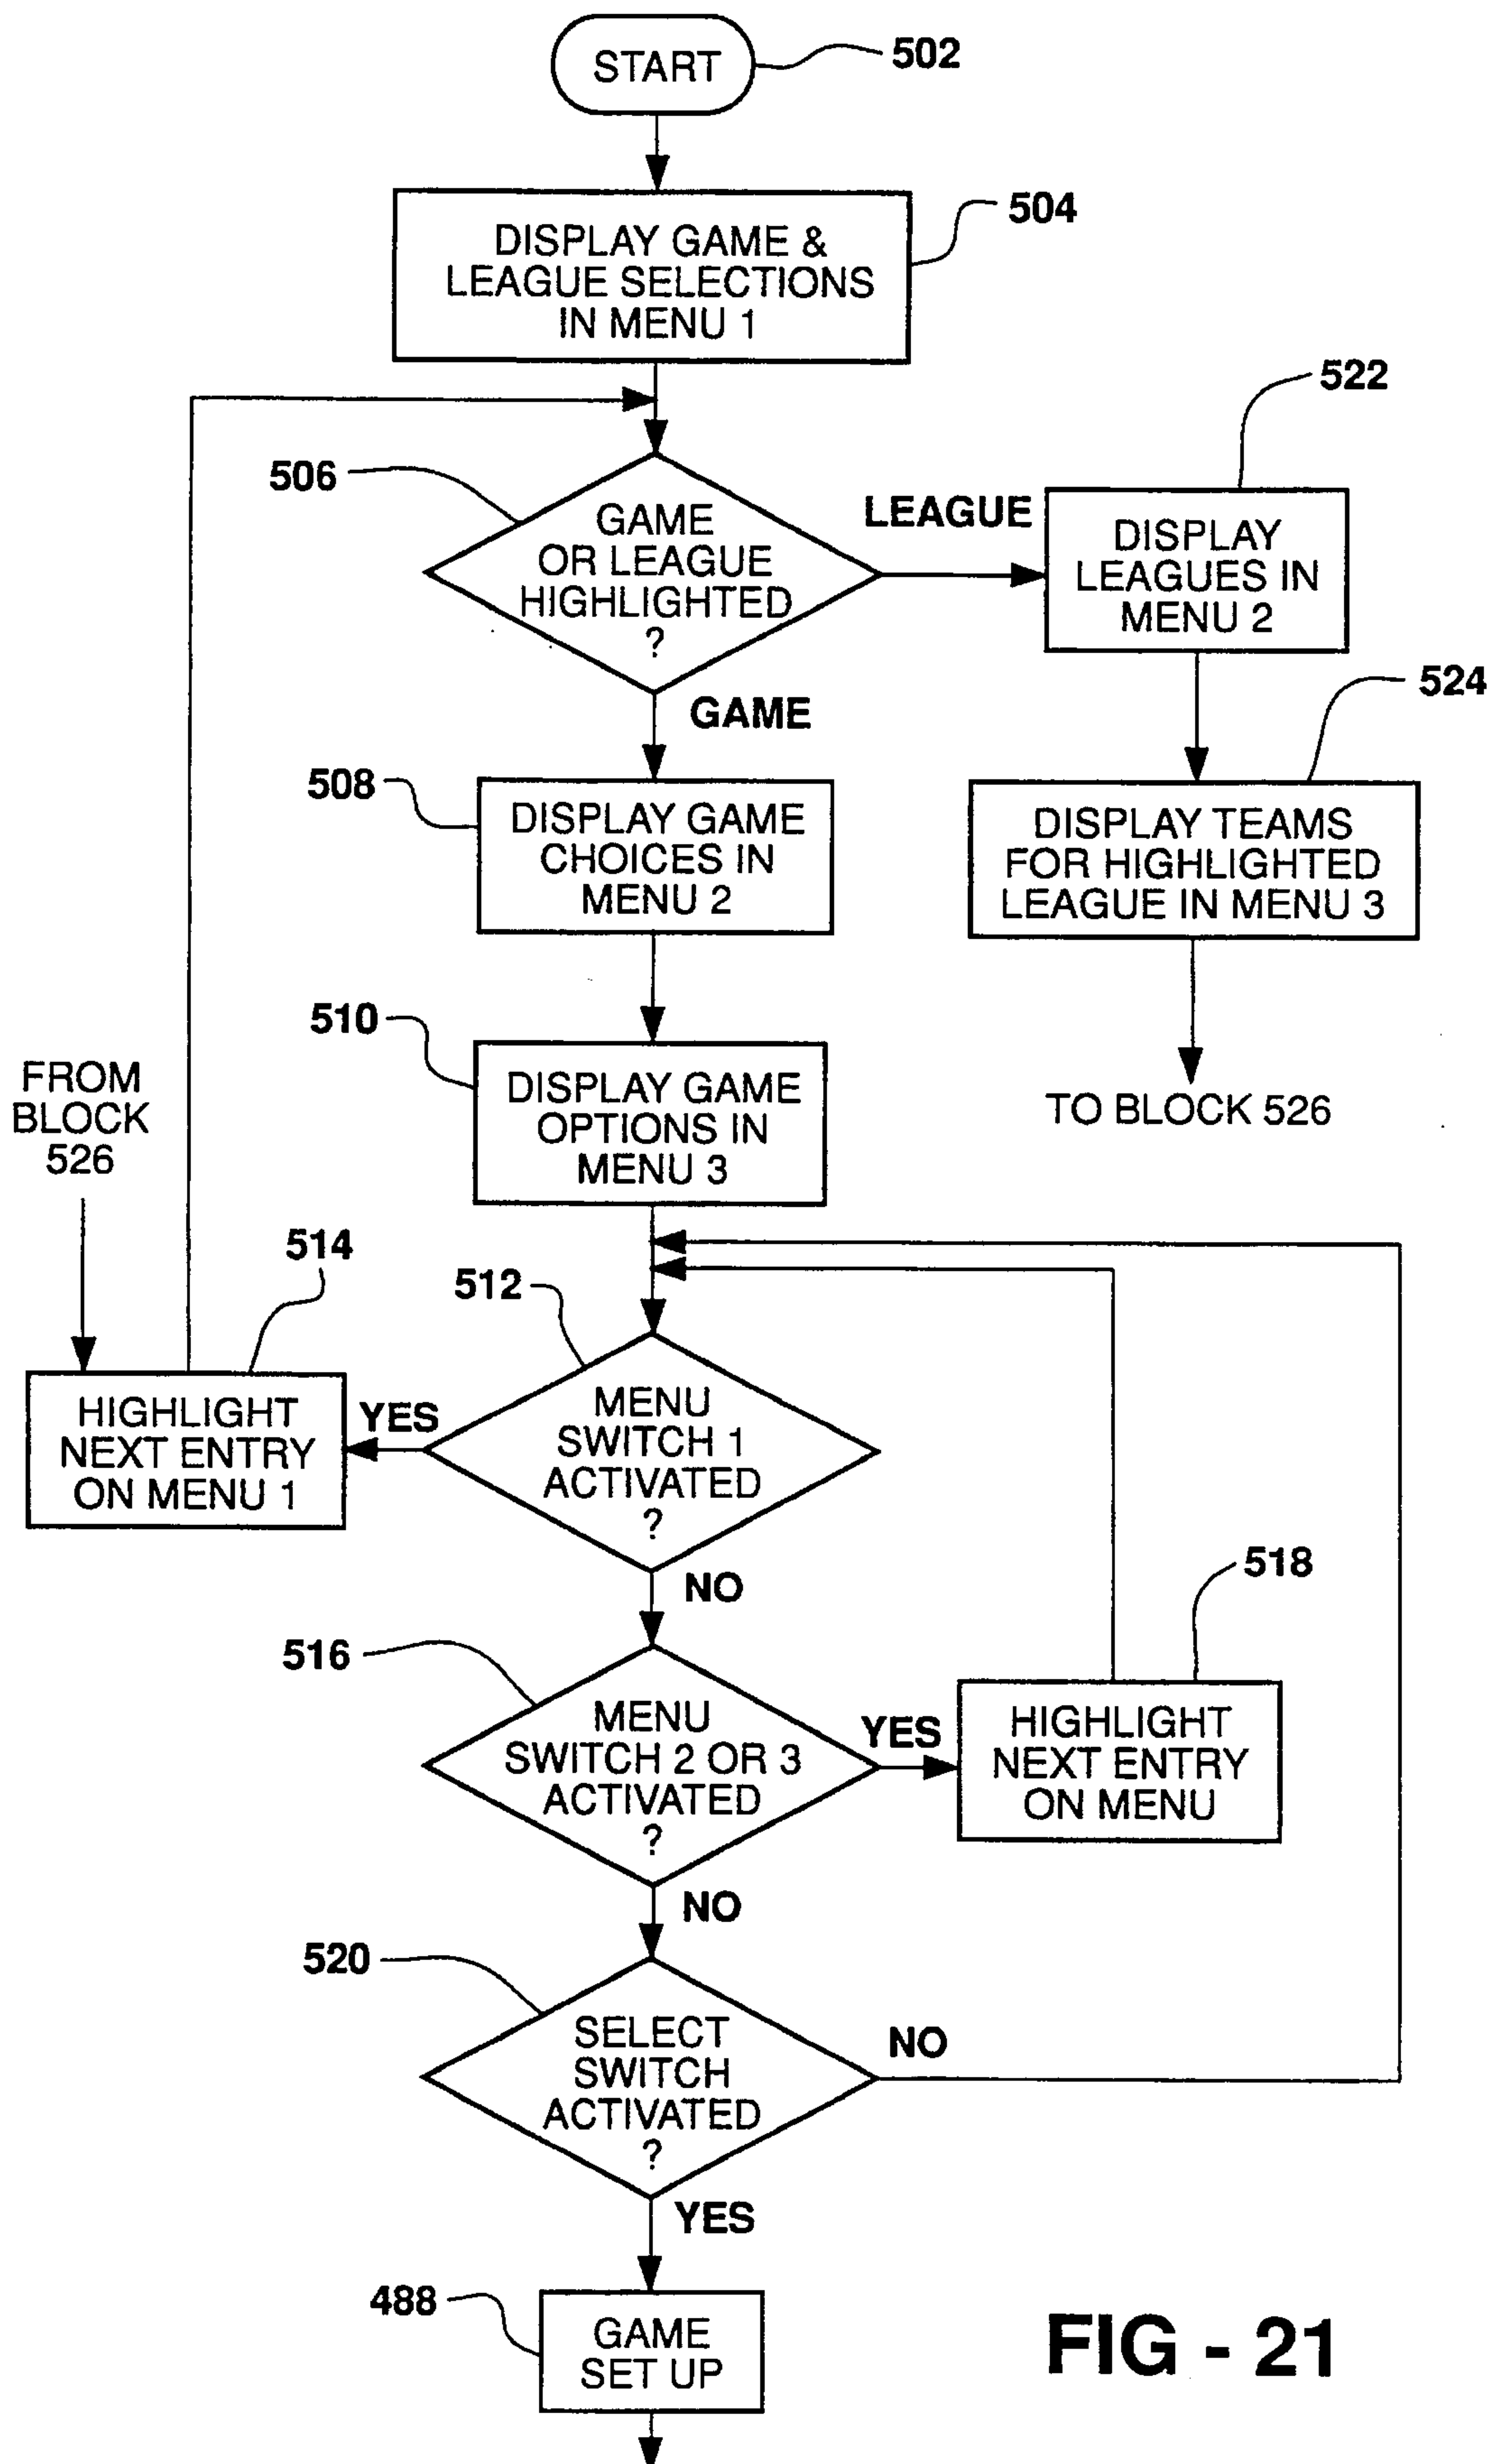 START
502
DISPLAY GAME &
LEAGUE SELECTIONS
IN MENU 1
504
506
GAME
OR LEAGUE
HIGHLIGHTED
?
LEAGUE
522
DISPLAY
LEAGUES IN
MENU 2
GAME
524
DISPLAY TEAMS
FOR HIGHLIGHTED
LEAGUE IN MENU 3
TO BLOCK 526
508
DISPLAY GAME
CHOICES IN
MENU 2
510
DISPLAY GAME
OPTIONS IN
MENU 3
FROM
BLOCK
526
514
HIGHLIGHT
NEXT ENTRY
ON MENU 1
YES
512
MENU
SWITCH 1
ACTIVATED
?
NO
516
MENU
SWITCH 2 OR 3
ACTIVATED
?
YES
518
HIGHLIGHT
NEXT ENTRY
ON MENU
NO
520
SELECT
SWITCH
ACTIVATED
?
NO
YES
488
GAME
SET UP
FIG - 21